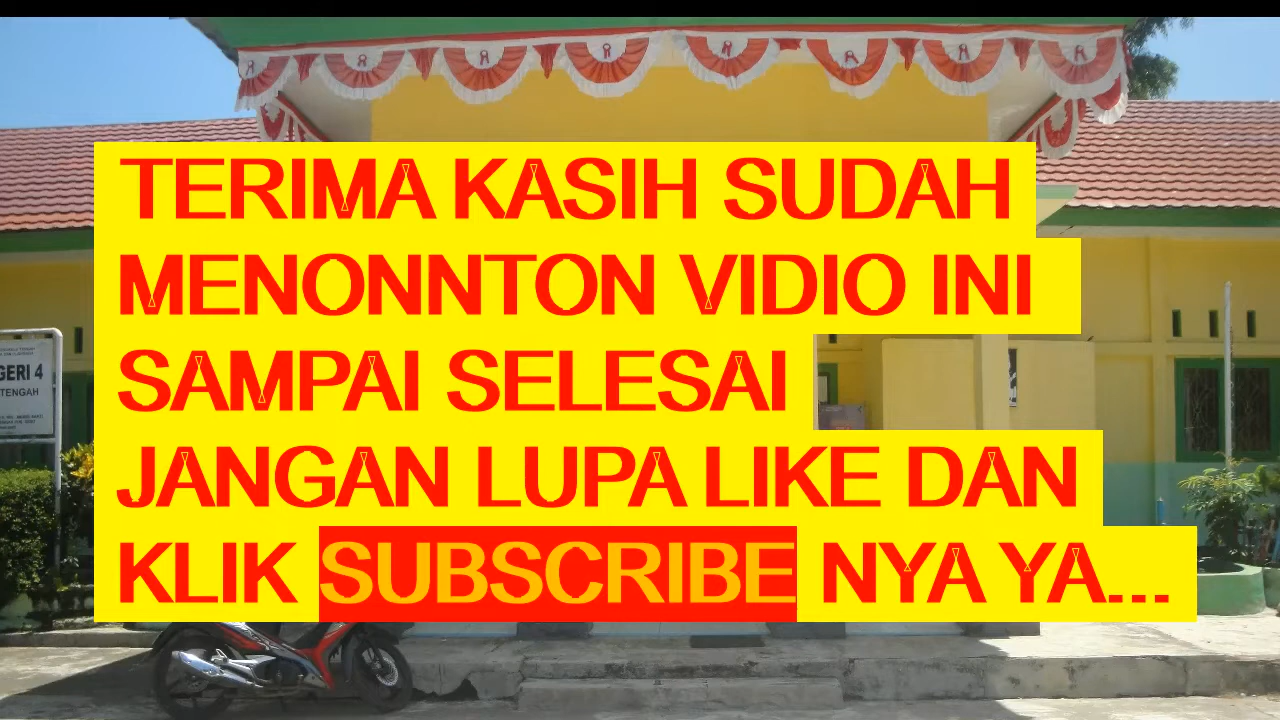 TERIMA KASIH SUDAH
MENONNTON VIDIO INI
SAMPAI SELESAI
JANGAN LUPA LIKE DAN
KLIK SUBSCRIBE NYA YA...
GERI 4
TENGAH